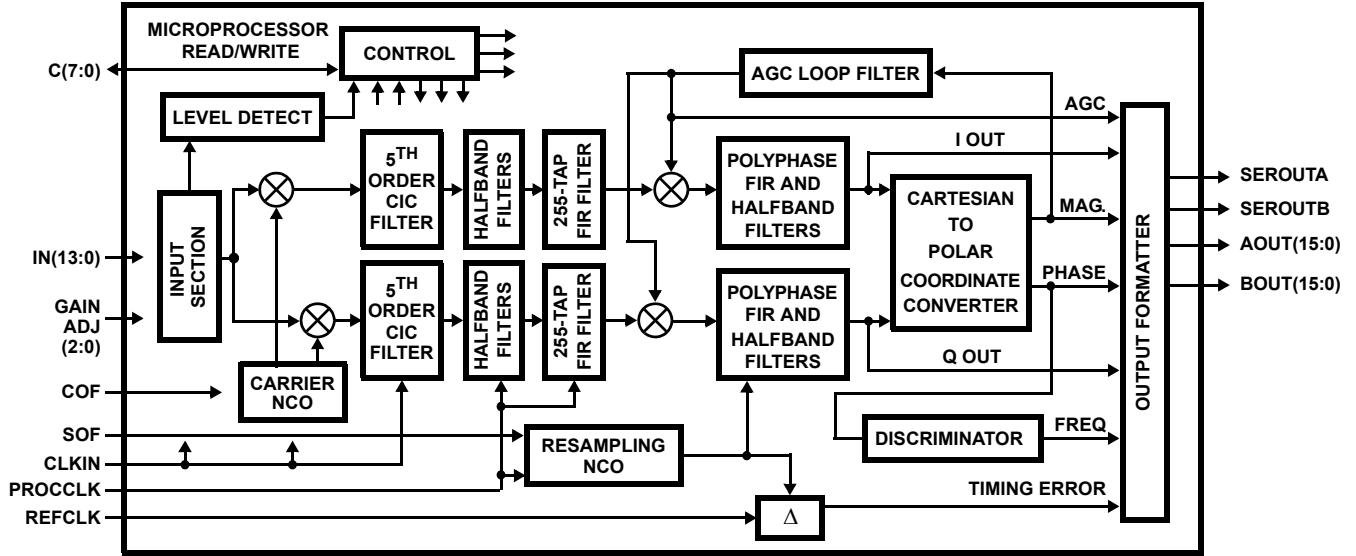 MICROPROCESSOR
READ/WRITE
C(7:0)
CONTROL
AGC LOOP FILTER
LEVEL DETECT
AGC
I OUT
5TH
ORDER
CIC
FILTER
HALFBAND
FILTERS
255-TAP
FIR FILTER
POLYPHASE
FIR AND
HALFBAND
FILTERS
CARTESIAN
TO
POLAR
COORDINATE
CONVERTER
MAG.
PHASE
SEROUTA
SEROUTB
AOUT(15:0)
BOUT(15:0)
IN(13:0)
INPUT
SECTION
GAIN
ADJ
(2:0)
5TH
ORDER
CIC
FILTER
HALFBAND
FILTERS
255-TAP
FIR FILTER
POLYPHASE
FIR AND
HALFBAND
FILTERS
Q OUT
OUTPUT FORMATTER
COF
CARRIER
NCO
SOF
RESAMPLING
NCO
DISCRIMINATOR
FREQ
CLKIN
PROCCLK
TIMING ERROR
REFCLK
Δ